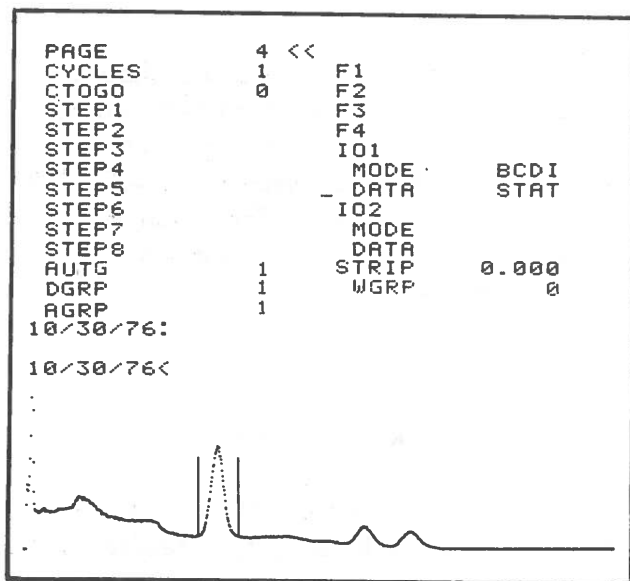 PAGE 4 <<
CYCLES 1 F1
CTOGO 0 F2
STEP1 F3
STEP2 F4
STEP3 IO1
STEP4 MODE BCDI
STEP5 _ DATA STAT
STEP6 IO2
STEP7 MODE
STEP8 DATA
AUTG 1 STRIP 0.000
DGRP 1 WGRP 0
AGRP 1
10/30/76:
10/30/76<